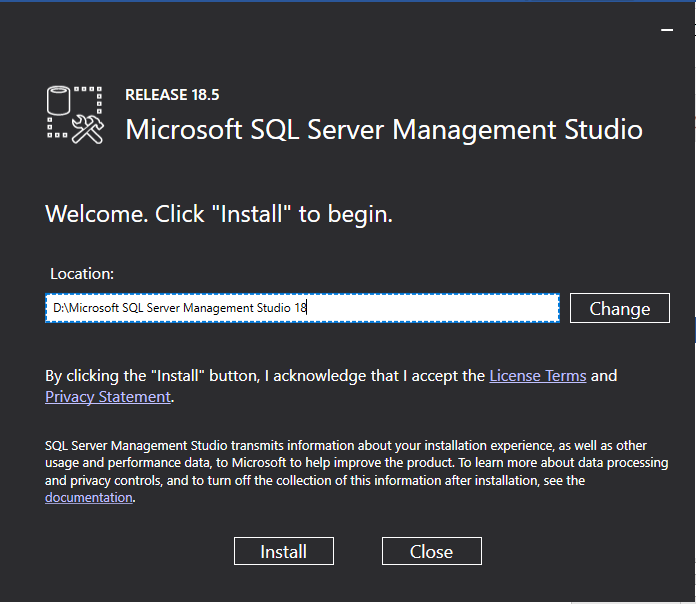 RELEASE 18.5
Microsoft SQL Server Management Studio
Welcome. Click "Install" to begin.
Location:
D:\Microsoft SQL Server Management Studio 18
Change
By clicking the "Install" button, I acknowledge that I accept the License Terms and
Privacy Statement.
SQL Server Management Studio transmits information about your installation experience, as well as other
usage and performance data, to Microsoft to help improve the product. To learn more about data processing
and privacy controls, and to turn off the collection of this information after installation, see the
documentation.
Install
Close